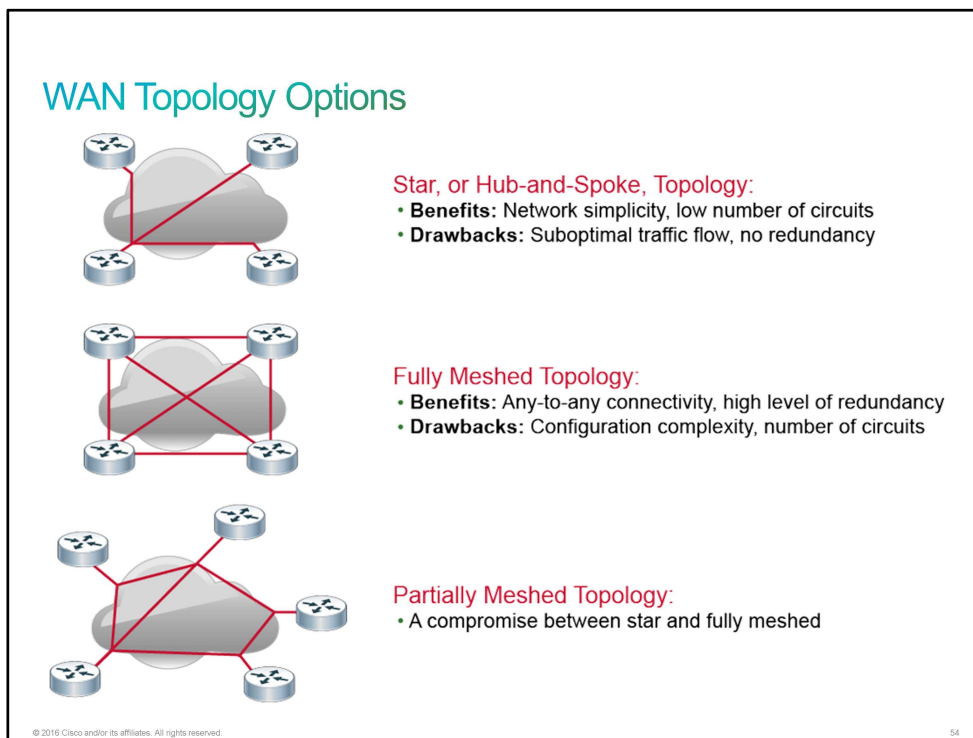 WAN Topology Options
Star, or Hub-and-Spoke, Topology:
• Benefits: Network simplicity, low number of circuits
• Drawbacks: Suboptimal traffic flow, no redundancy
Fully Meshed Topology:
• Benefits: Any-to-any connectivity, high level of redundancy
• Drawbacks: Configuration complexity, number of circuits
Partially Meshed Topology:
• A compromise between star and fully meshed
© 2016 Cisco and/or its affiliates. All rights reserved.
54